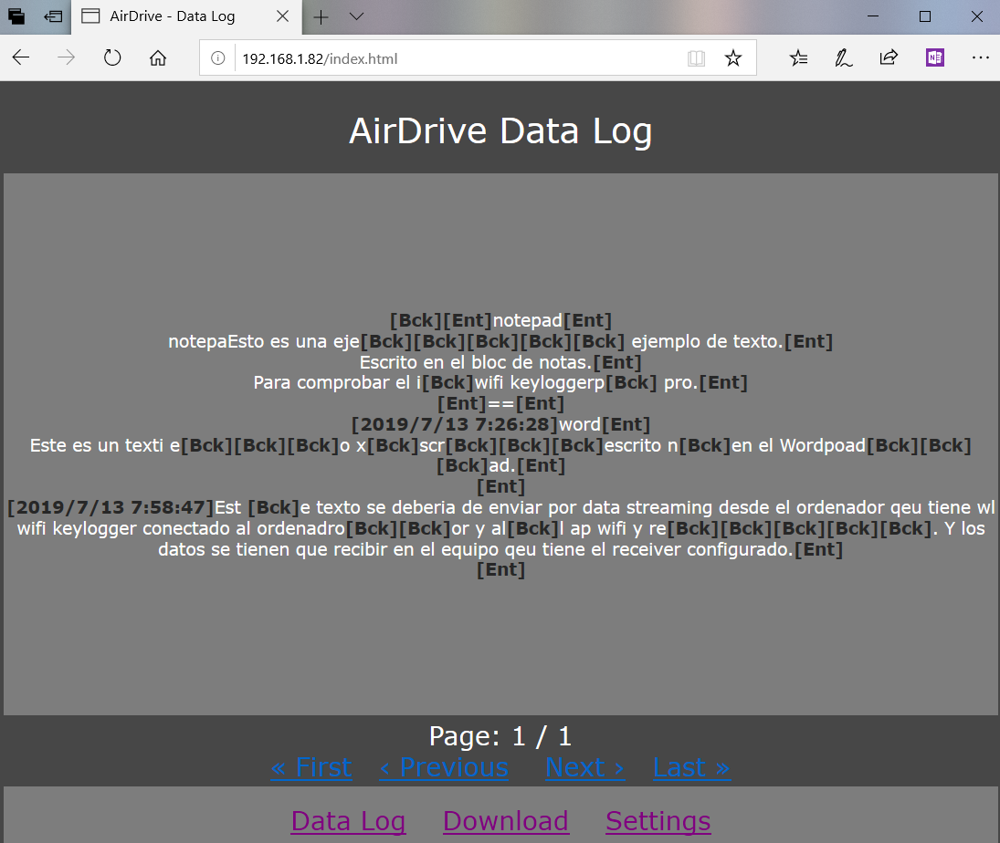 AirDrive - Data Log
192.168.1.82/index.html
AirDrive Data Log
[Bck][Ent]notepad[Ent]
notepaEsto es una eje[Bck][Bck][Bck][Bck][Bck] ejemplo de texto.[Ent]
Escrito en el bloc de notas.[Ent]
Para comprobar el i[Bck]wifi keyloggerp[Bck] pro.[Ent]
[Ent]==[Ent]
[2019/7/13 7:26:28]word[Ent]
Este es un texti e[Bck][Bck][Bck]o x[Bck]scr[Bck][Bck][Bck]escrito n[Bck]en el Wordpoad[Bck][Bck]
[Bck]ad.[Ent]
[Ent]
[2019/7/13 7:58:47]Est [Bck]e texto se deberia de enviar por data streaming desde el ordenador qeu tiene wl
wifi keylogger conectado al ordenadro[Bck][Bck]or y al[Bck]l ap wifi y re[Bck][Bck][Bck][Bck][Bck]. Y los
datos se tienen que recibir en el equipo qeu tiene el receiver configurado.[Ent]
[Ent]
Page: 1 / 1
« First ‹ Previous Next › Last »
Data Log Download Settings